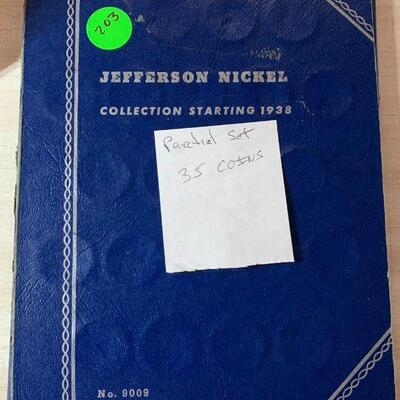 203
JEFFERSON NICKEL
COLLECTION STARTING 1938
Partial Set
35 COINS
No. 9009